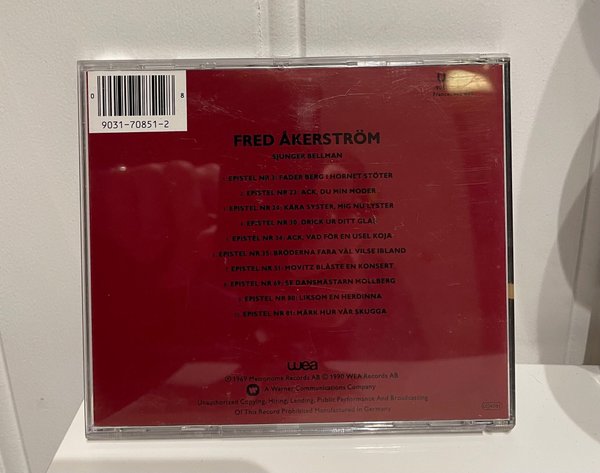 0 8
9031-70851-2
FRED ÅKERSTRÖM
SJUNGER BELLMAN
EPISTEL NR 3: FADER BERG I HORNET STÖTER
EPISTEL NR 23: ACK, DU MIN MODER
EPISTEL NR 24: KÄRA SYSTER, MIG NU LYSTER
EPISTEL NR 30: DRICK UR DITT GLAS
EPISTEL NR 34: ACK, VAD FÖR EN USEL KOJA
EPISTEL NR 35: BRÖDERNA FARA VÄL VILSE IBLAND
EPISTEL NR 51: MOVITZ BLÅSTE EN KONSERT
EPISTEL NR 69: SE DANSMÄSTARN MOLLBERG
EPISTEL NR 80: LIKSOM EN HERDINNA
EPISTEL NR 81: MÄRK HUR VÅR SKUGGA
wea
℗ 1969 Metronome Records AB © 1990 WEA Records AB
A Warner Communications Company
Unauthorized Copying, Hiring, Lending, Public Performance And Broadcasting
Of This Record Prohibited Manufactured in Germany